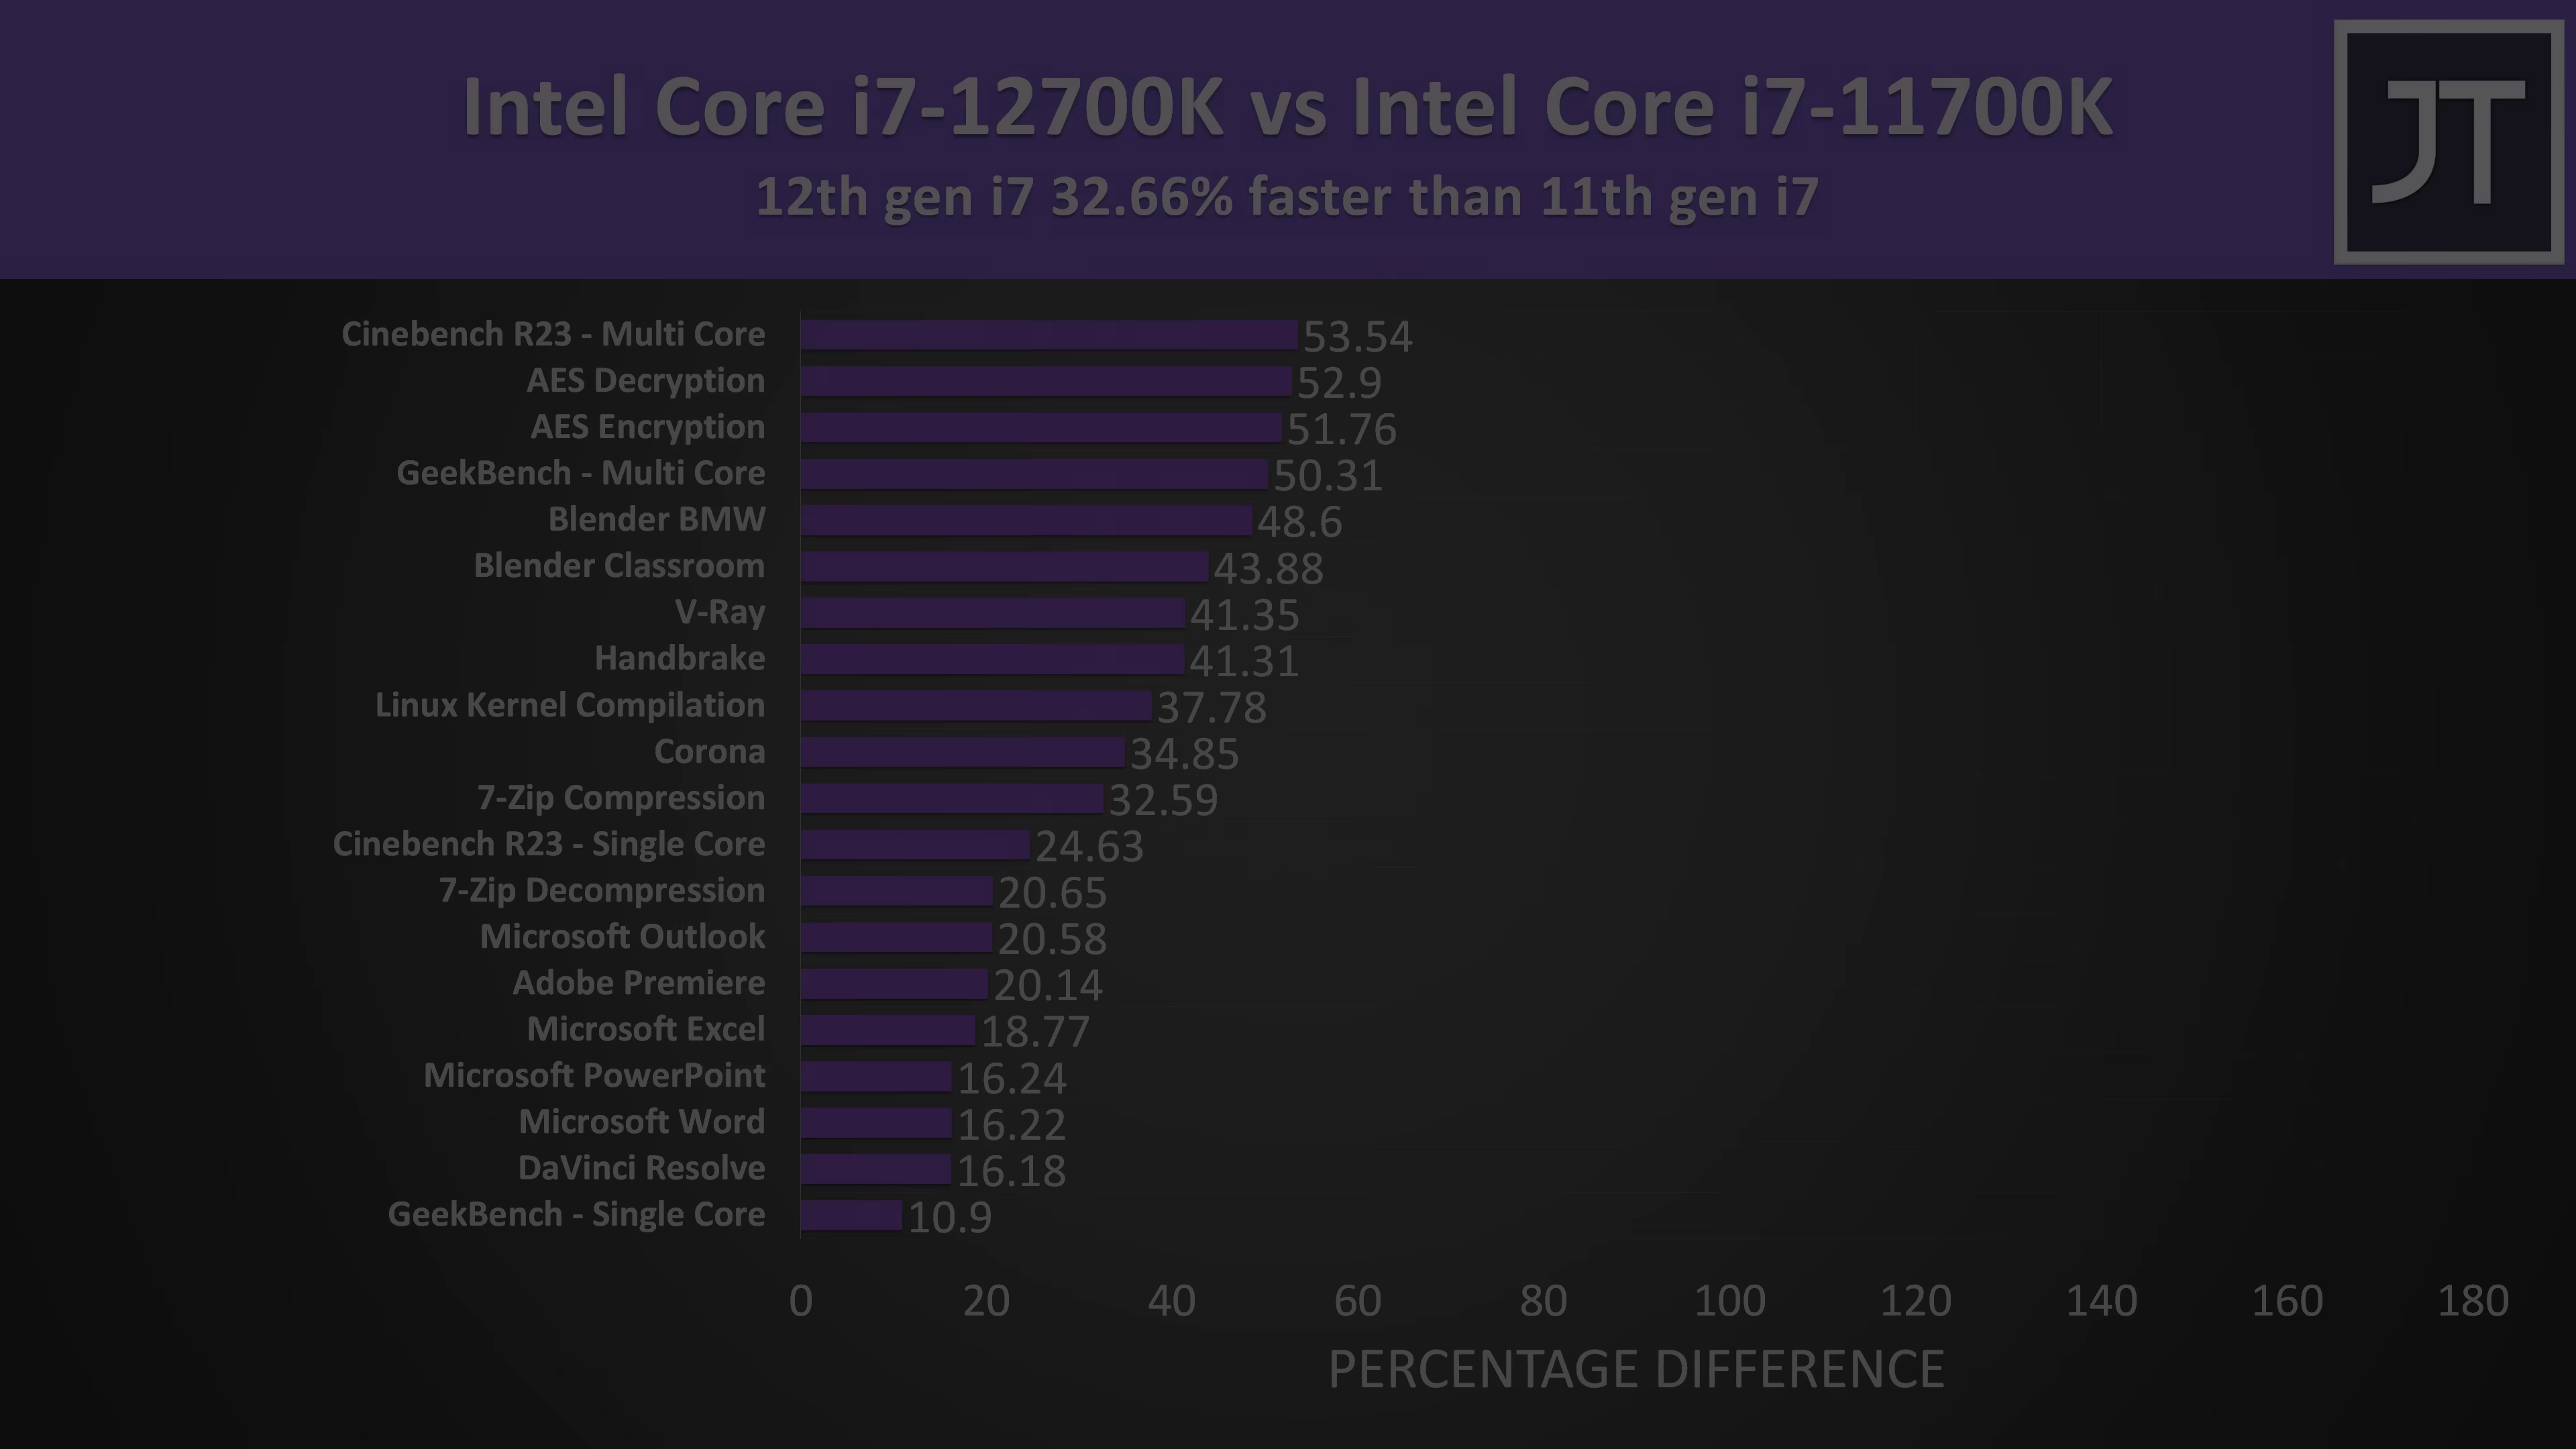 Intel Core i7-12700K vs Intel Core i7-11700K
12th gen i7 32.66% faster than 11th gen i7
JT
Cinebench R23 - Multi Core 53.54
AES Decryption 52.9
AES Encryption 51.76
GeekBench - Multi Core 50.31
Blender BMW 48.6
Blender Classroom 43.88
V-Ray 41.35
Handbrake 41.31
Linux Kernel Compilation 37.78
Corona 34.85
7-Zip Compression 32.59
Cinebench R23 - Single Core 24.63
7-Zip Decompression 20.65
Microsoft Outlook 20.58
Adobe Premiere 20.14
Microsoft Excel 18.77
Microsoft PowerPoint 16.24
Microsoft Word 16.22
DaVinci Resolve 16.18
GeekBench - Single Core 10.9
0 20 40 60 80 100 120 140 160 180
PERCENTAGE DIFFERENCE